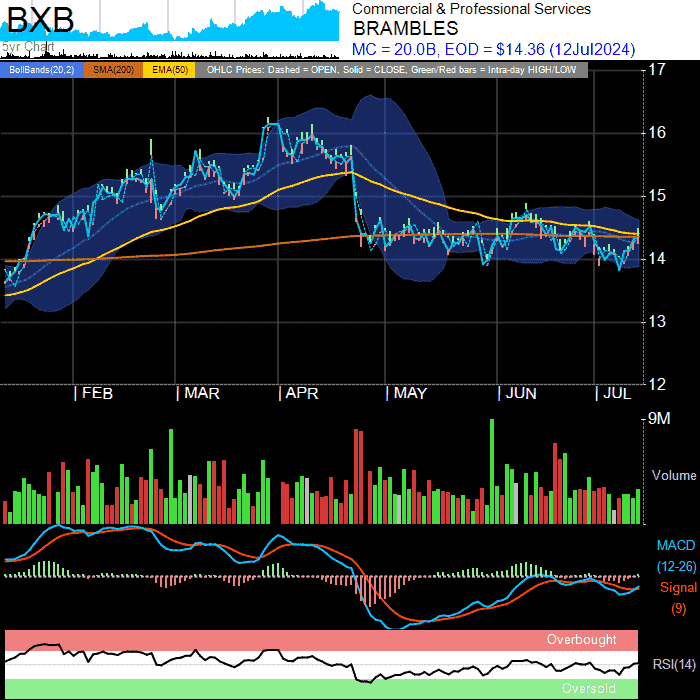 BXB
5yr Chart
Commercial & Professional Services
BRAMBLES
MC = 20.0B, EOD = $14.36 (12Jul2024)
BollBands(20,2) SMA(200) EMA(50) OHLC Prices: Dashed = OPEN, Solid = CLOSE, Green/Red bars = Intra-day HIGH/LOW
17
16
15
14
13
12
| FEB | MAR | APR | MAY | JUN | JUL
9M
Volume
MACD
(12-26)
Signal
(9)
Overbought
RSI(14)
Oversold